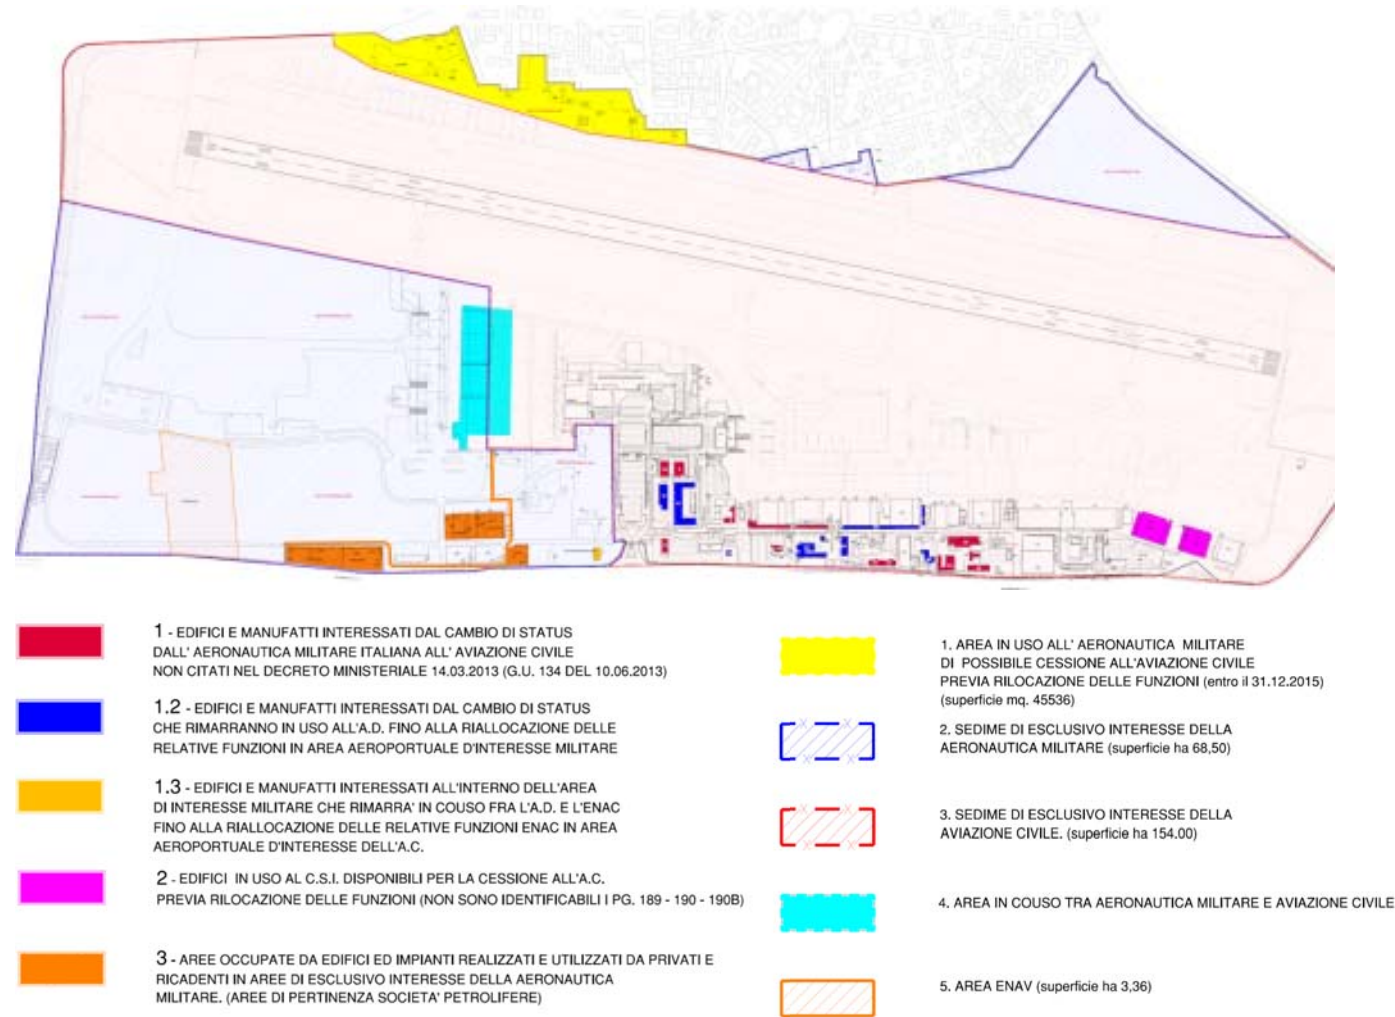 1 - EDIFICI E MANUFATTI INTERESSATI DAL CAMBIO DI STATUS
DALL' AERONAUTICA MILITARE ITALIANA ALL' AVIAZIONE CIVILE
NON CITATI NEL DECRETO MINISTERIALE 14.03.2013 (G.U. 134 DEL 10.06.2013)
1.2 - EDIFICI E MANUFATTI INTERESSATI DAL CAMBIO DI STATUS
CHE RIMARRANNO IN USO ALL'A.D. FINO ALLA RIALLOCAZIONE DELLE
RELATIVE FUNZIONI IN AREA AEROPORTUALE D'INTERESSE MILITARE
1.3 - EDIFICI E MANUFATTI INTERESSATI ALL'INTERNO DELL'AREA
DI INTERESSE MILITARE CHE RIMARRA' IN COUSO FRA L'A.D. E L'ENAC
FINO ALLA RIALLOCAZIONE DELLE RELATIVE FUNZIONI ENAC IN AREA
AEROPORTUALE D'INTERESSE DELL'A.C.
2 - EDIFICI IN USO AL C.S.I. DISPONIBILI PER LA CESSIONE ALL'A.C.
PREVIA RILOCAZIONE DELLE FUNZIONI (NON SONO IDENTIFICABILI I PG. 189 - 190 - 190B)
3 - AREE OCCUPATE DA EDIFICI ED IMPIANTI REALIZZATI E UTILIZZATI DA PRIVATI E
RICADENTI IN AREE DI ESCLUSIVO INTERESSE DELLA AERONAUTICA
MILITARE. (AREE DI PERTINENZA SOCIETA' PETROLIFERE)
1. AREA IN USO ALL' AERONAUTICA MILITARE
DI POSSIBILE CESSIONE ALL'AVIAZIONE CIVILE
PREVIA RILOCAZIONE DELLE FUNZIONI (entro il 31.12.2015)
(superficie mq. 45536)
2. SEDIME DI ESCLUSIVO INTERESSE DELLA
AERONAUTICA MILITARE (superficie ha 68,50)
3. SEDIME DI ESCLUSIVO INTERESSE DELLA
AVIAZIONE CIVILE. (superficie ha 154.00)
4. AREA IN COUSO TRA AERONAUTICA MILITARE E AVIAZIONE CIVILE
5. AREA ENAV (superficie ha 3,36)